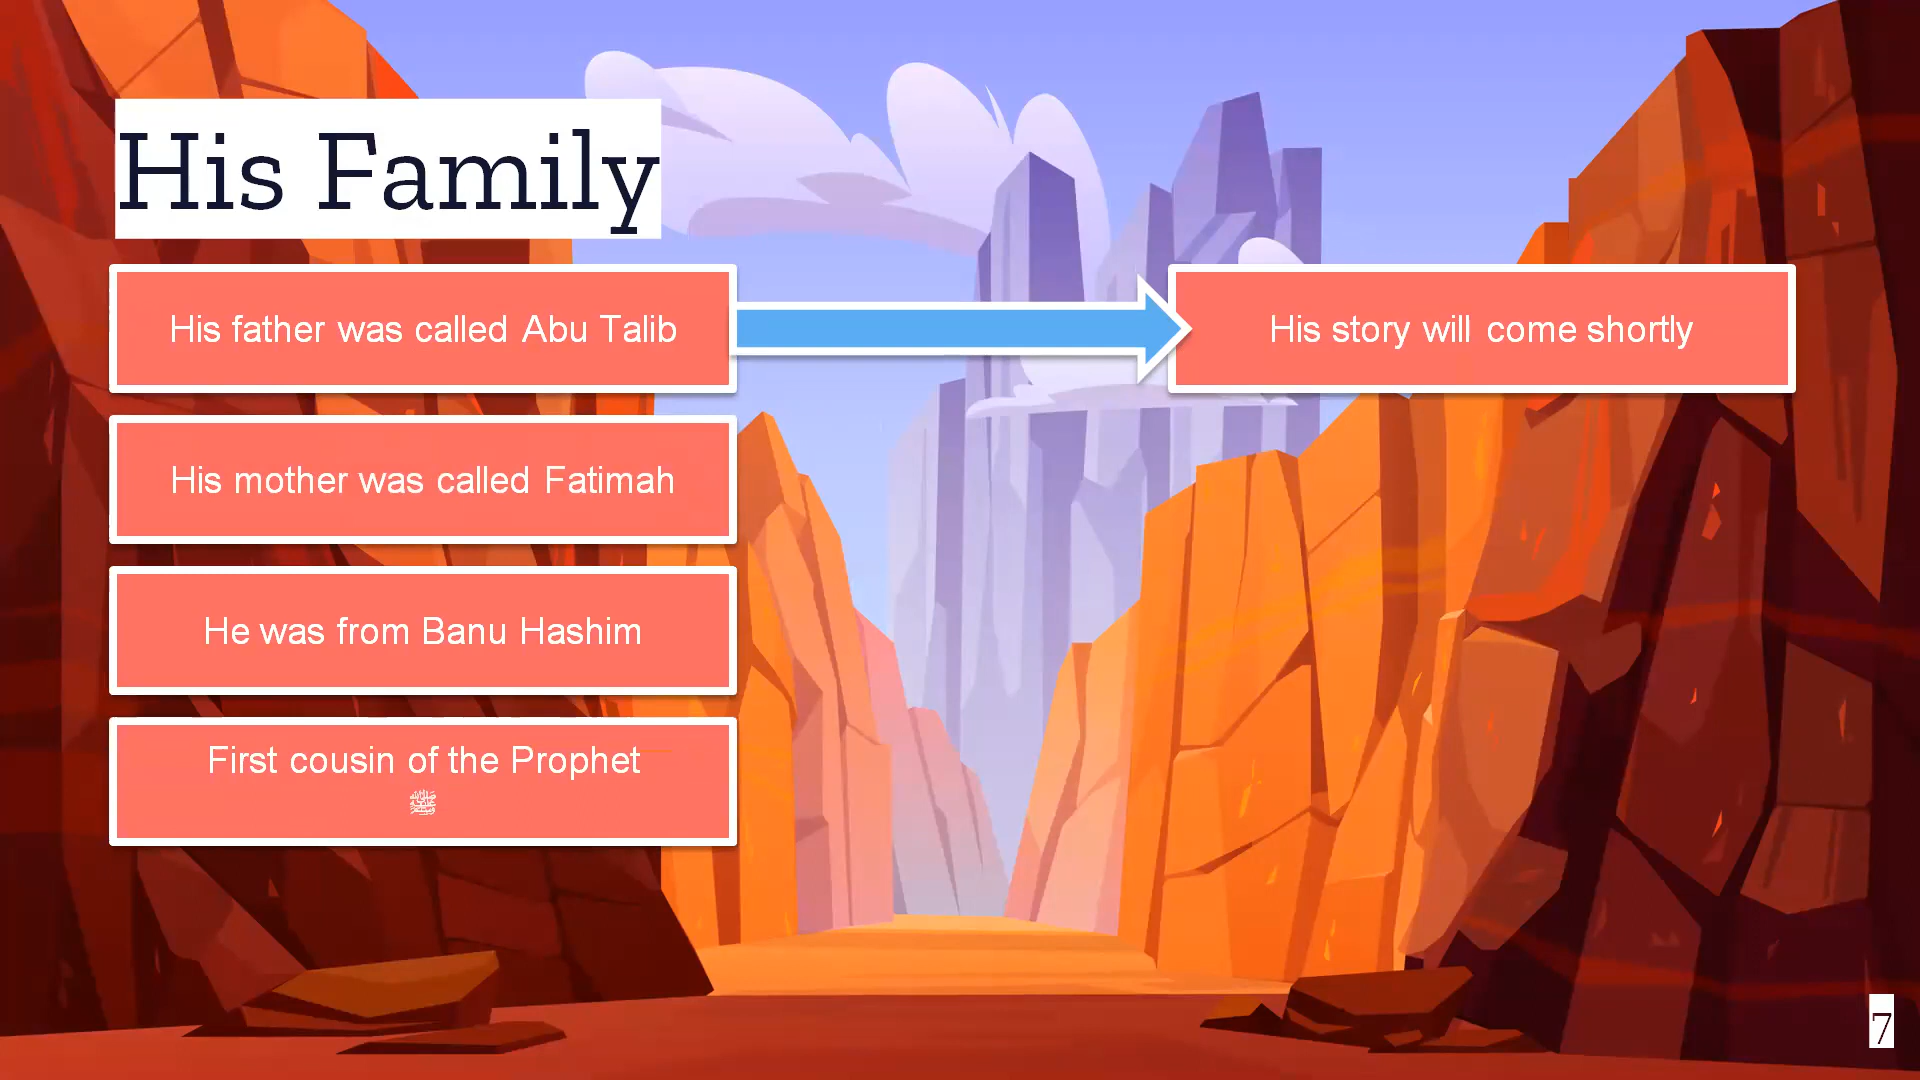 His Family
His father was called Abu Talib
His story will come shortly
His mother was called Fatimah
He was from Banu Hashim
First cousin of the Prophet
ﷺ
7